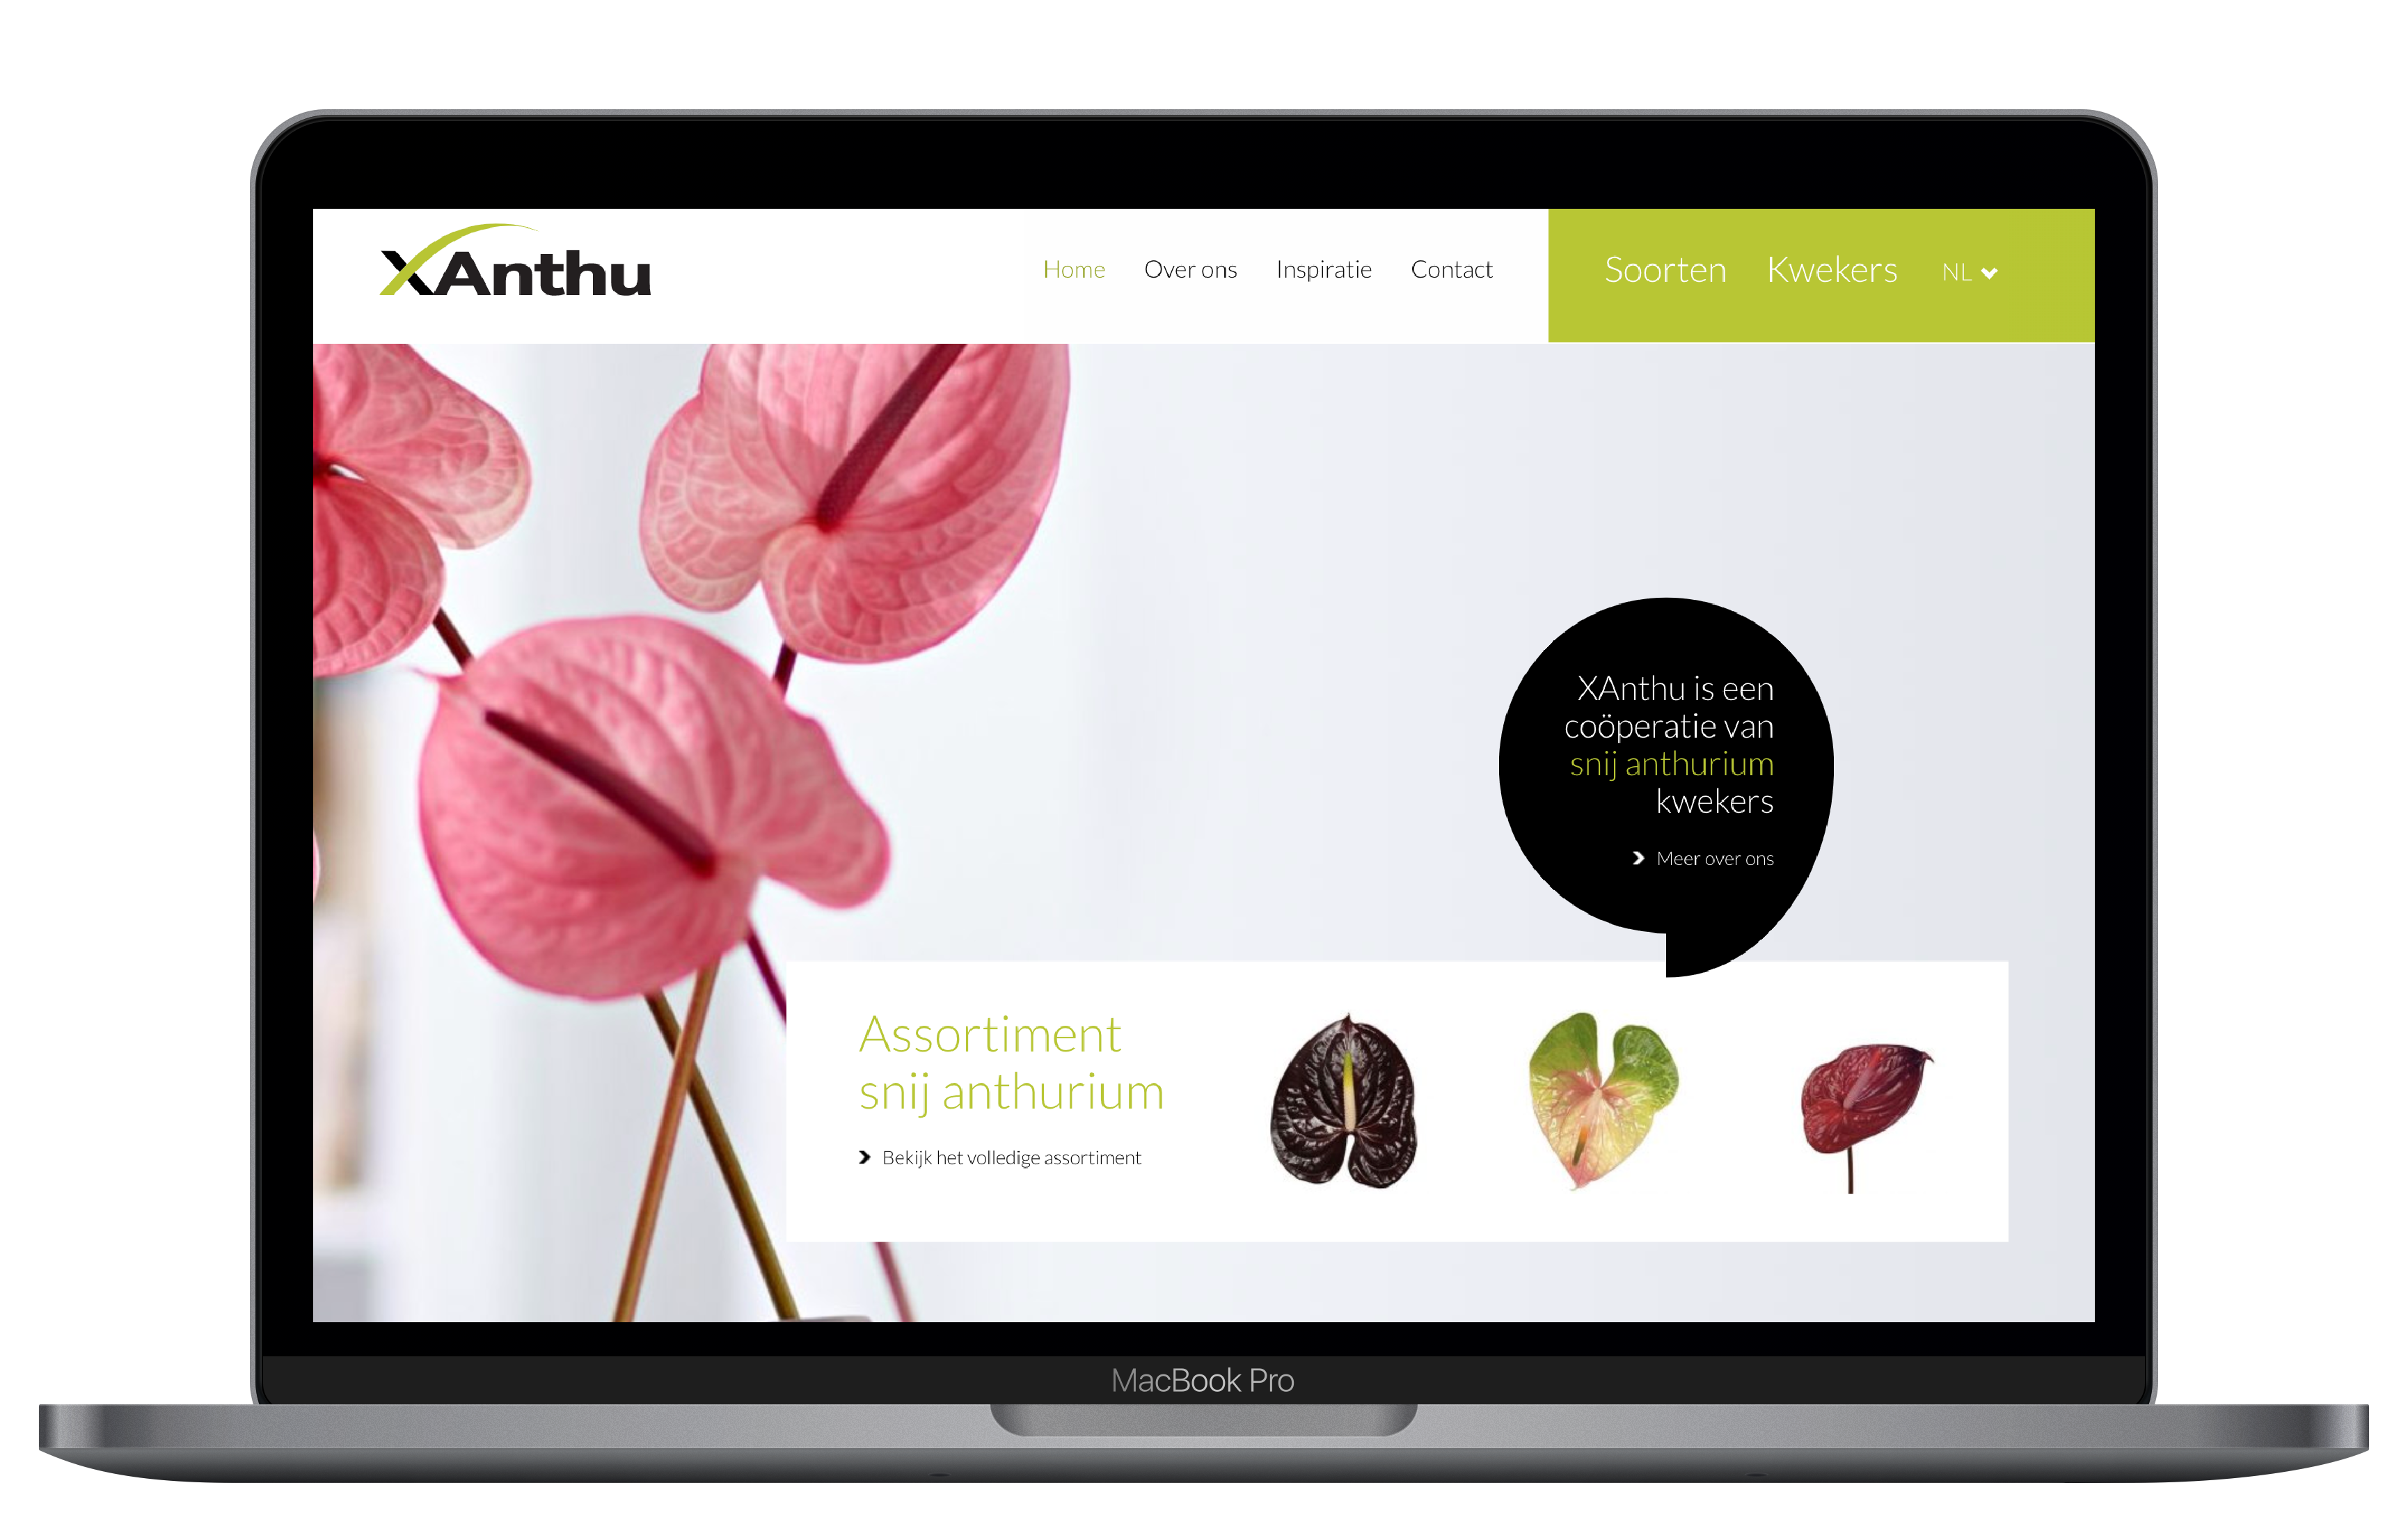 XAnthu
Home Over ons Inspiratie Contact
Soorten Kwekers NL
XAnthu is een
coöperatie van
snij anthurium
kwekers
Meer over ons
Assortiment
snij anthurium
Bekijk het volledige assortiment
MacBook Pro